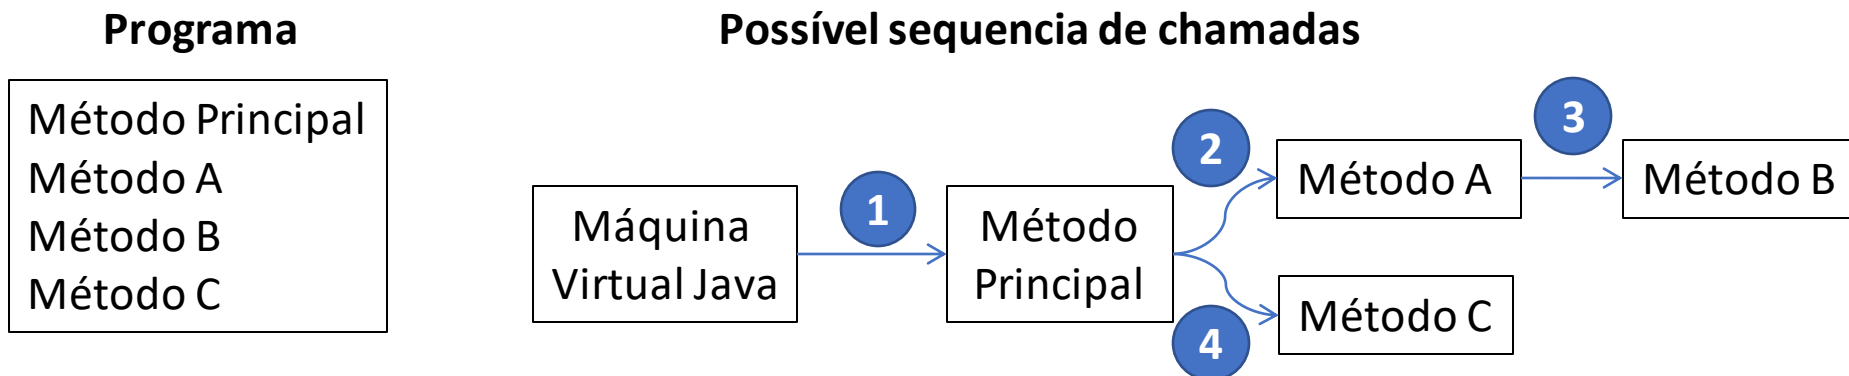 Programa
Método Principal
Método A
Método B
Método C
Possível sequencia de chamadas
Máquina
Virtual Java
1
Método
Principal
2
Método A
3
Método B
4
Método C